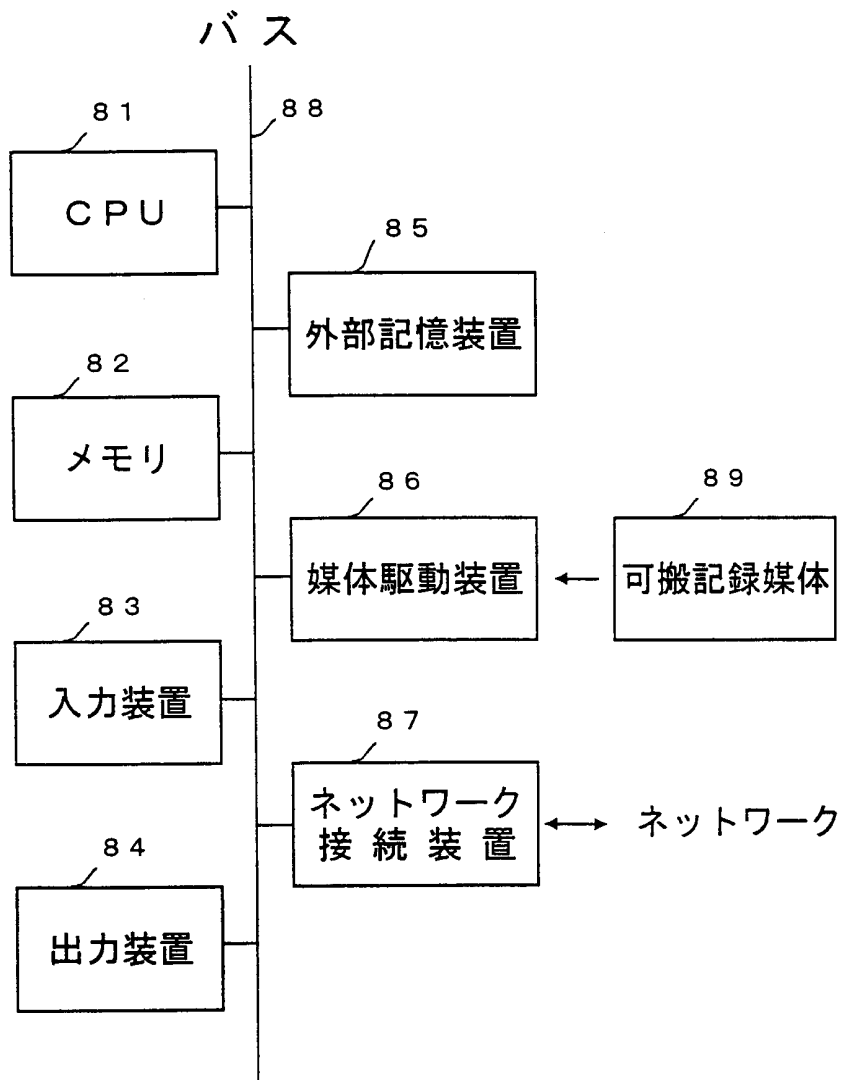 バス
88
81
CPU
85
外部記憶装置
82
メモリ
86
媒体駆動装置
89
可搬記録媒体
83
入力装置
87
ネットワーク
接続装置
ネットワーク
84
出力装置